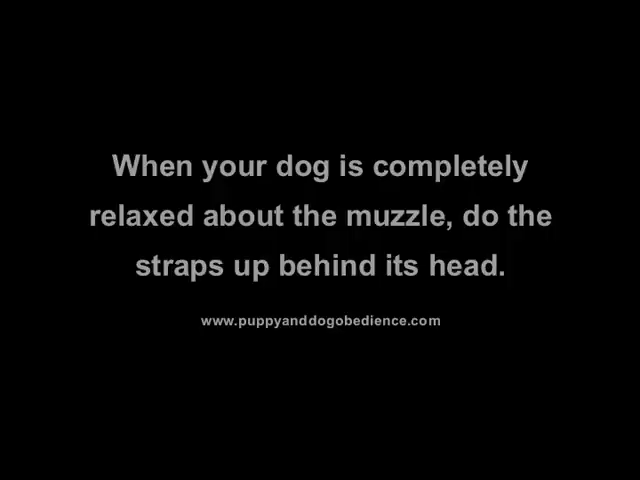 When your dog is completely
relaxed about the muzzle, do the
straps up behind its head.
www.puppyanddogobedience.com